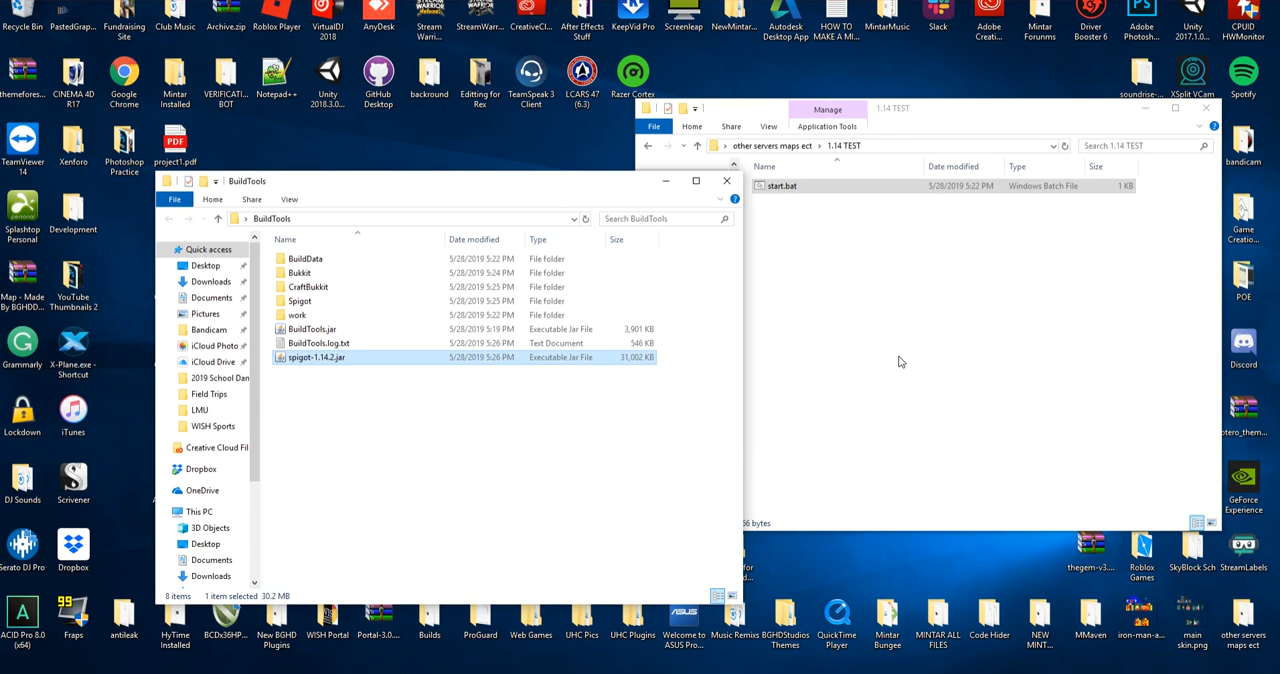 Recycle Bin
PastedGrap...
Fundraising Site
Club Music
Archive.zip
Roblox Player
VirtualDJ 2018
AnyDesk
Stream Warri...
StreamWar...
CreativeCl...
After Effects Stuff
KeepVid Pro
Screenleap
NewMintar...
Autodesk Desktop App
HOW TO MAKE A MI...
MintarMusic
Slack
Adobe Creati...
Mintar Forunms
Driver Booster 6
Adobe Photosh...
Unity 2017.1.0...
CPUID HWMonitor
themefores...
CINEMA 4D R17
Google Chrome
Mintar Installed
VERIFICATI... BOT
Notepad++
Unity 2018.3.0...
GitHub Desktop
backround
Editting for Rex
TeamSpeak 3 Client
LCARS 47 (6.3)
Razer Cortex
soundrise-...
XSplit VCam
Spotify
TeamViewer 14
Xenforo
Photoshop Practice
PDF
project1.pdf
bandicam
Splashtop Personal
Development
Game Creatio...
Map - Made By BGHDD...
YouTube Thumbnails 2
POE
Grammarly
X-Plane.exe - Shortcut
Discord
Lockdown
iTunes
otero_them...
DJ Sounds
Scrivener
GeForce Experience
Serato DJ Pro
Dropbox
thegem-v3....
Roblox Games
SkyBlock Sch
StreamLabels
Manage
1.14 TEST
File
Home
Share
View
Application Tools
other servers maps ect
1.14 TEST
Search 1.14 TEST
Name
Date modified
Type
Size
start.bat
5/28/2019 5:22 PM
Windows Batch File
1 KB
66 bytes
BuildTools
File
Home
Share
View
BuildTools
Search BuildTools
Name
Date modified
Type
Size
BuildData
5/28/2019 5:22 PM
File folder
Bukkit
5/28/2019 5:24 PM
File folder
CraftBukkit
5/28/2019 5:25 PM
File folder
Spigot
5/28/2019 5:25 PM
File folder
work
5/28/2019 5:22 PM
File folder
BuildTools.jar
5/28/2019 5:19 PM
Executable Jar File
3,901 KB
BuildTools.log.txt
5/28/2019 5:26 PM
Text Document
546 KB
spigot-1.14.2.jar
5/28/2019 5:26 PM
Executable Jar File
31,002 KB
Quick access
Desktop
Downloads
Documents
Pictures
Bandicam
iCloud Photo
iCloud Drive
2019 School Dan
Field Trips
LMU
WISH Sports
Creative Cloud Fil
Dropbox
OneDrive
This PC
3D Objects
Desktop
Documents
Downloads
8 items
1 item selected
30.2 MB
ACID Pro 8.0 (x64)
99
Fraps
antileak
HyTime Installed
BCDx36HP...
New BGHD Plugins
WISH Portal
Portal-3.0....
Builds
ProGuard
Web Games
UHC Pics
UHC Plugins
ASUS
Welcome to ASUS Pro...
Music Remixs
BGHDStudios Themes
QuickTime Player
Mintar Bungee
MINTAR ALL FILES
Code Hider
NEW MINT...
MMaven
iron-man-a...
main skin.png
other servers maps ect